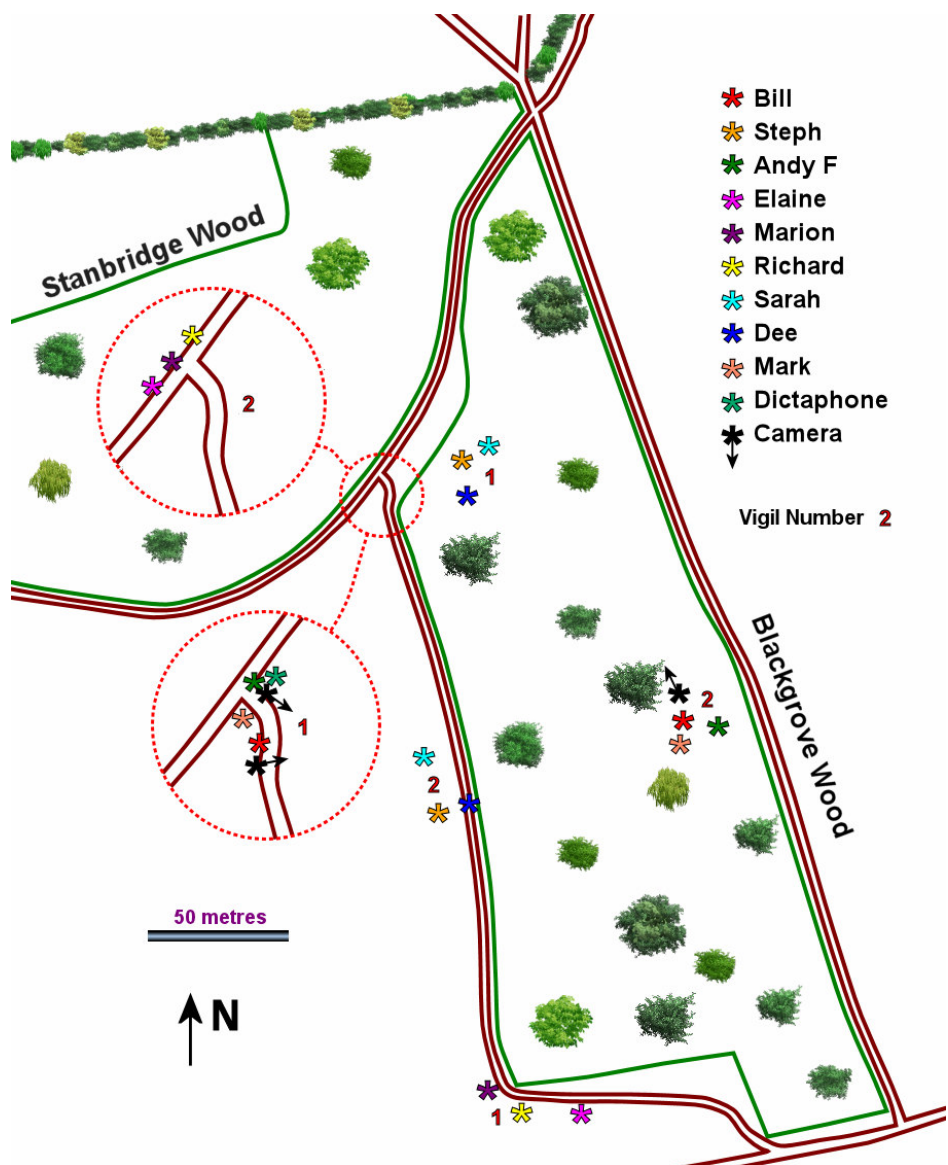 Bill
Steph
Andy F
Elaine
Marion
Richard
Sarah
Dee
Mark
Dictaphone
Camera
Vigil Number 2
Stanbridge Wood
2
1
Blackgrove Wood
2
1
2
50 metres
N
1